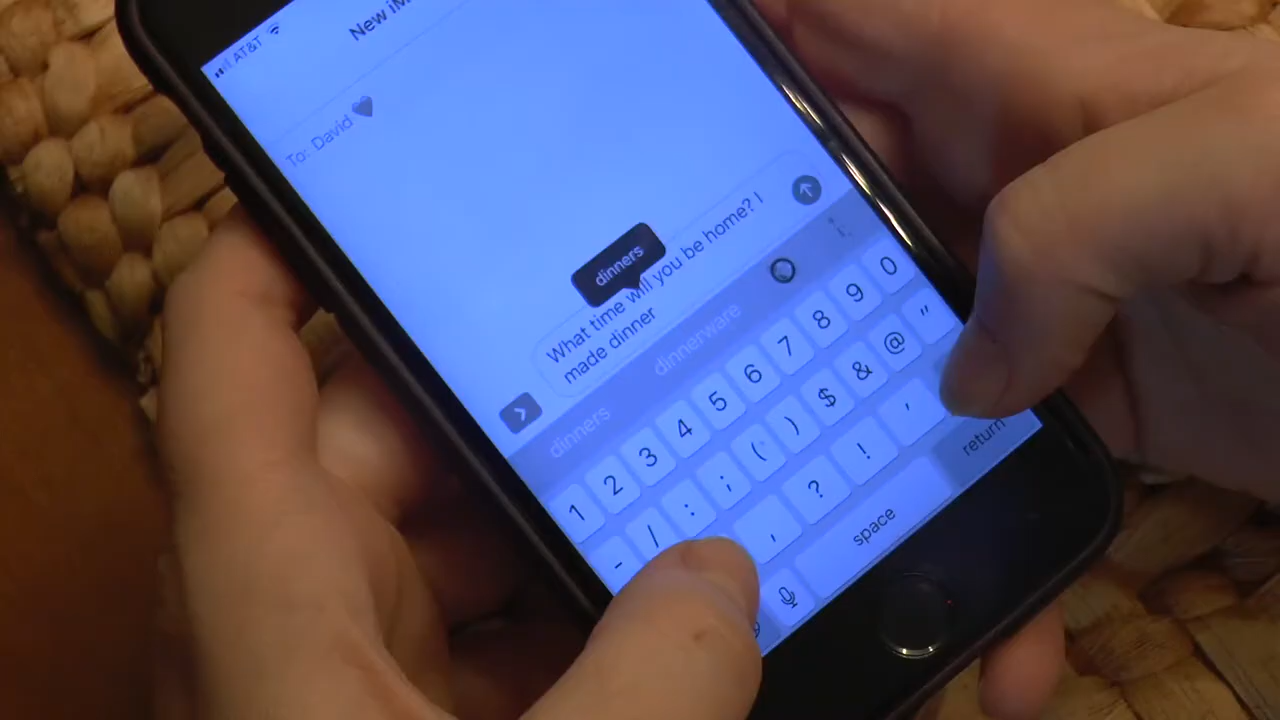 AT&T
New iM
To: David 🖤
dinners
What time will you be home? I
made dinner
dinners dinnerware
1 2 3 4 5 6 7 8 9 0
- / : ; ( ) $ & @ "
, ? ! '
space return